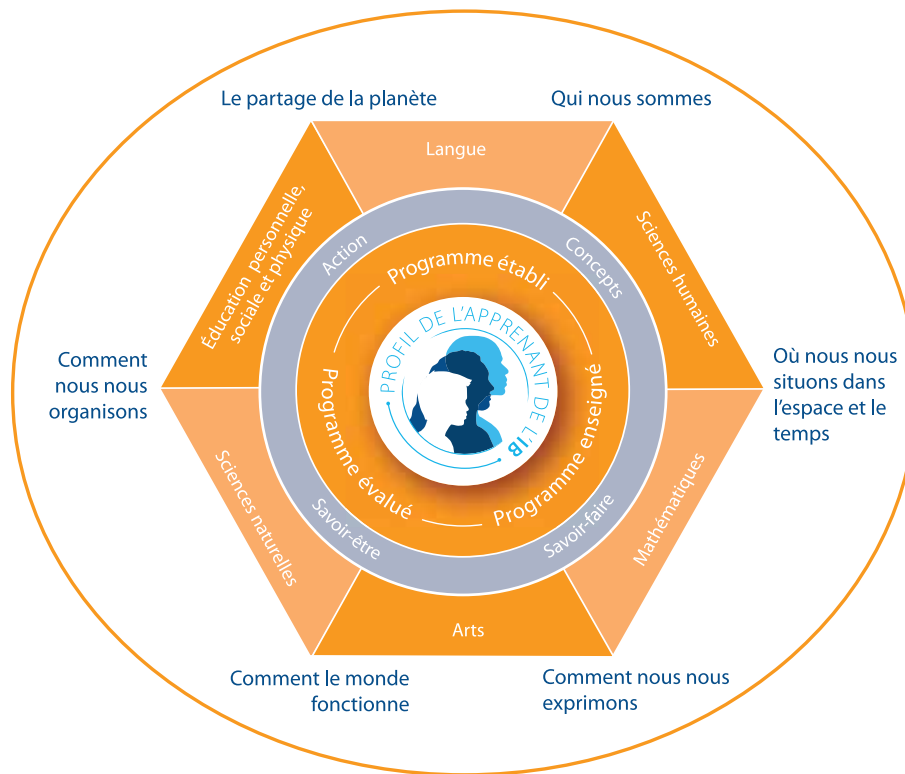 Le partage de la planète
Qui nous sommes
Langue
Éducation personnelle,
sociale et physique
Sciences humaines
Action
Concepts
Programme établi
PROFIL DE L'APPRENANT DE L'IB
Comment
nous nous
organisons
Où nous nous
situons dans
l'espace et le
temps
Programme évalué
Programme enseigné
Sciences naturelles
Savoir-être
Savoir-faire
Mathématiques
Arts
Comment le monde
fonctionne
Comment nous nous
exprimons